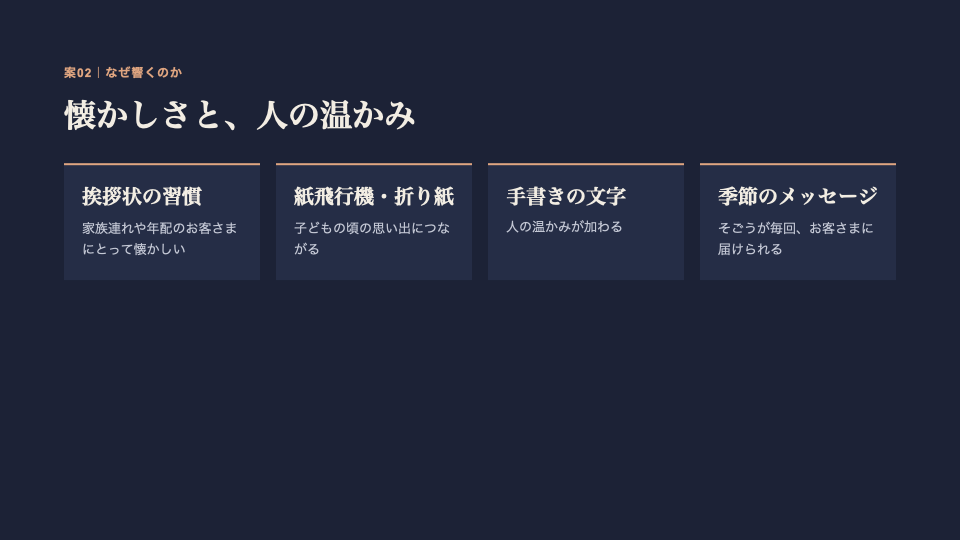 案02｜なぜ響くのか
懐かしさと、人の温かみ
挨拶状の習慣
家族連れや年配のお客さま
にとって懐かしい
紙飛行機・折り紙
子どもの頃の思い出につな
がる
手書きの文字
人の温かみが加わる
季節のメッセージ
そごうが毎回、お客さまに
届けられる